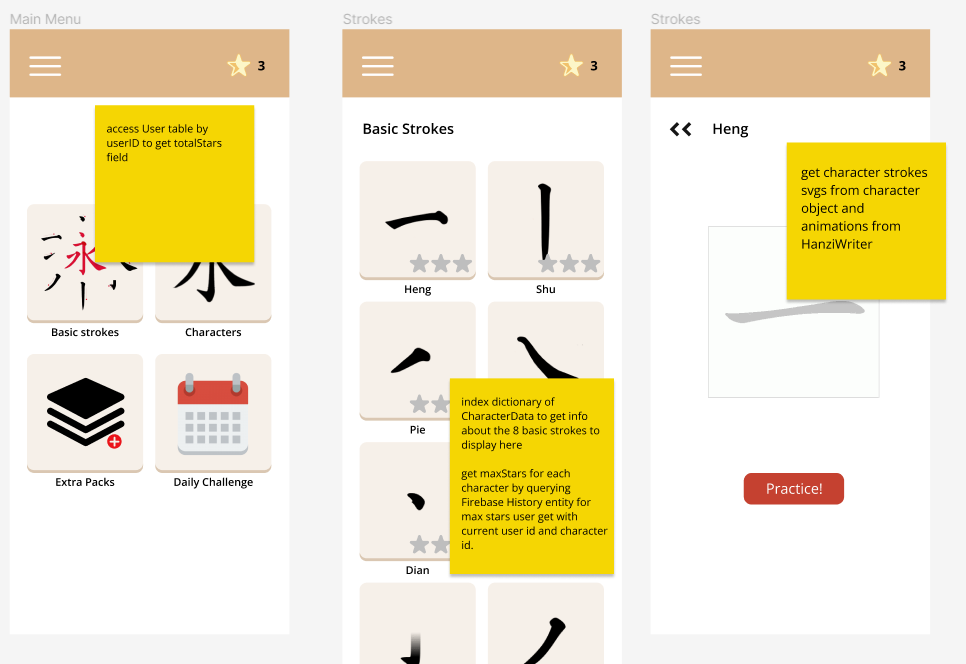 Main Menu
3
access User table by
userID to get totalStars
field
永
Basic strokes
Characters
Extra Packs
Daily Challenge
Strokes
3
Basic Strokes
Heng
Shu
Pie
Dian
index dictionary of
CharacterData to get info
about the 8 basic strokes to
display here
get maxStars for each
character by querying
Firebase History entity for
max stars user get with
current user id and character
id.
Strokes
3
Heng
get character strokes
svgs from character
object and
animations from
HanziWriter
Practice!